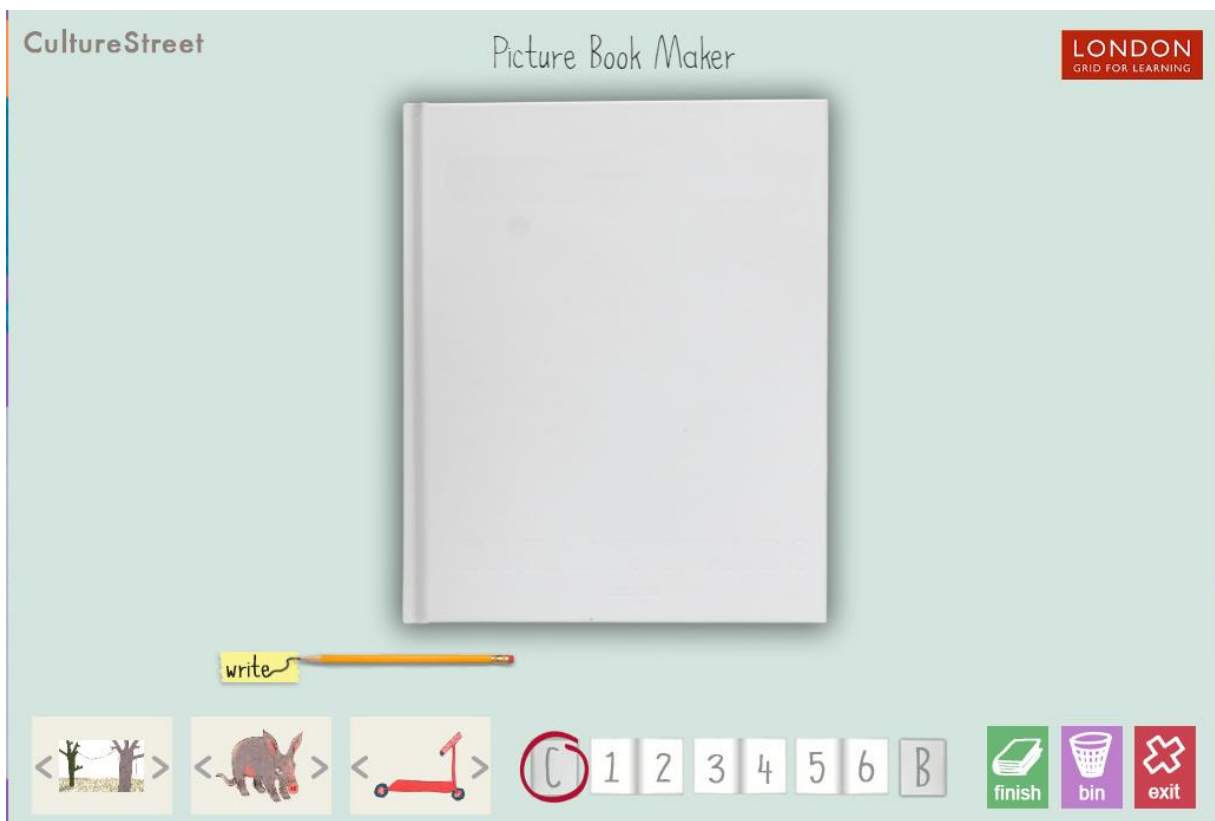 CultureStreet
Picture Book Maker
LONDON
GRID FOR LEARNING
write
C 1 2 3 4 5 6 B
finish
bin
exit